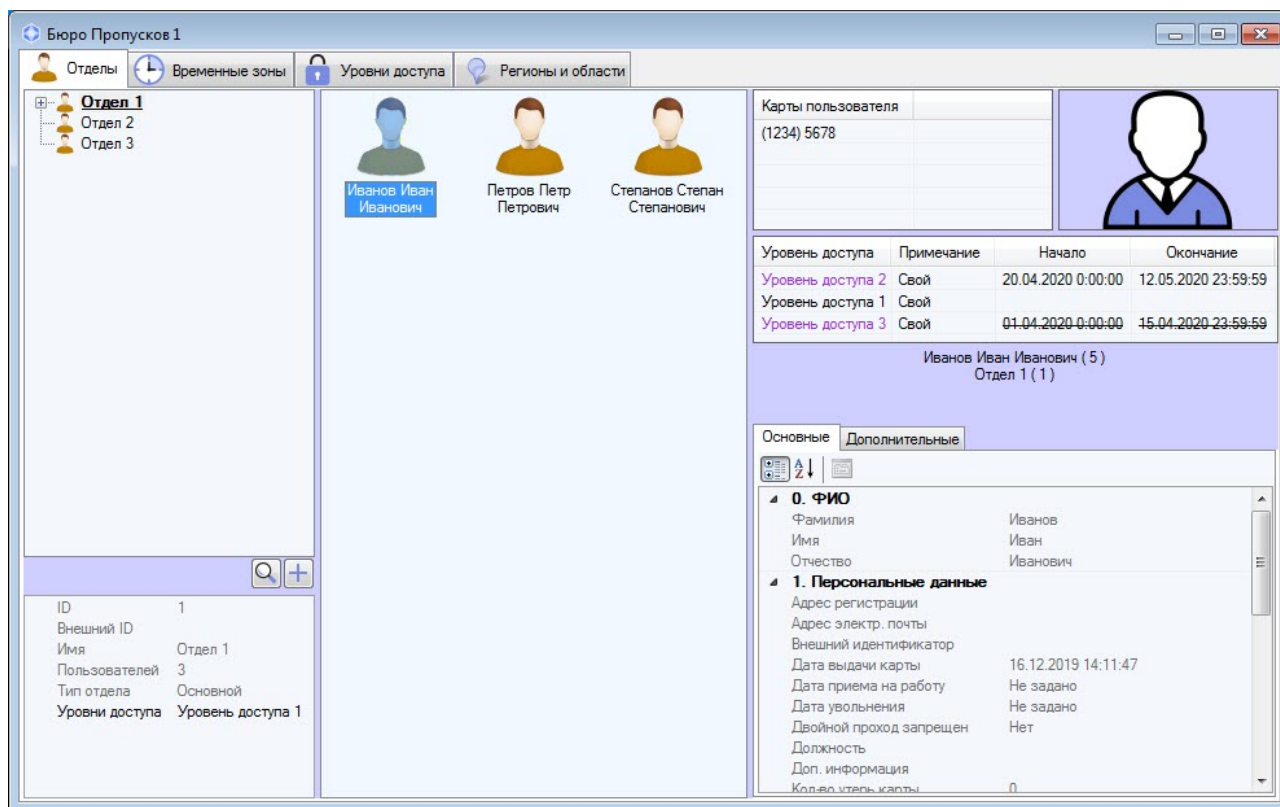 Бюро Пропусков 1
Отделы Временные зоны Уровни доступа Регионы и области
Отдел 1
Отдел 2
Отдел 3
ID 1
Внешний ID
Имя Отдел 1
Пользователей 3
Тип отдела Основной
Уровни доступа Уровень доступа 1
Иванов Иван
Иванович
Петров Петр
Петрович
Степанов Степан
Степанович
Карты пользователя
(1234) 5678
Уровень доступа Примечание Начало Окончание
Уровень доступа 2 Свой 20.04.2020 0:00:00 12.05.2020 23:59:59
Уровень доступа 1 Свой
Уровень доступа 3 Свой 01.04.2020 0:00:00 15.04.2020 23:59:59
Иванов Иван Иванович ( 5 )
Отдел 1 ( 1 )
Основные Дополнительные
0. ФИО
Фамилия Иванов
Имя Иван
Отчество Иванович
1. Персональные данные
Адрес регистрации
Адрес электр. почты
Внешний идентификатор
Дата выдачи карты 16.12.2019 14:11:47
Дата приема на работу Не задано
Дата увольнения Не задано
Двойной проход запрещен Нет
Должность
Доп. информация
Кол-во утерь карты 0